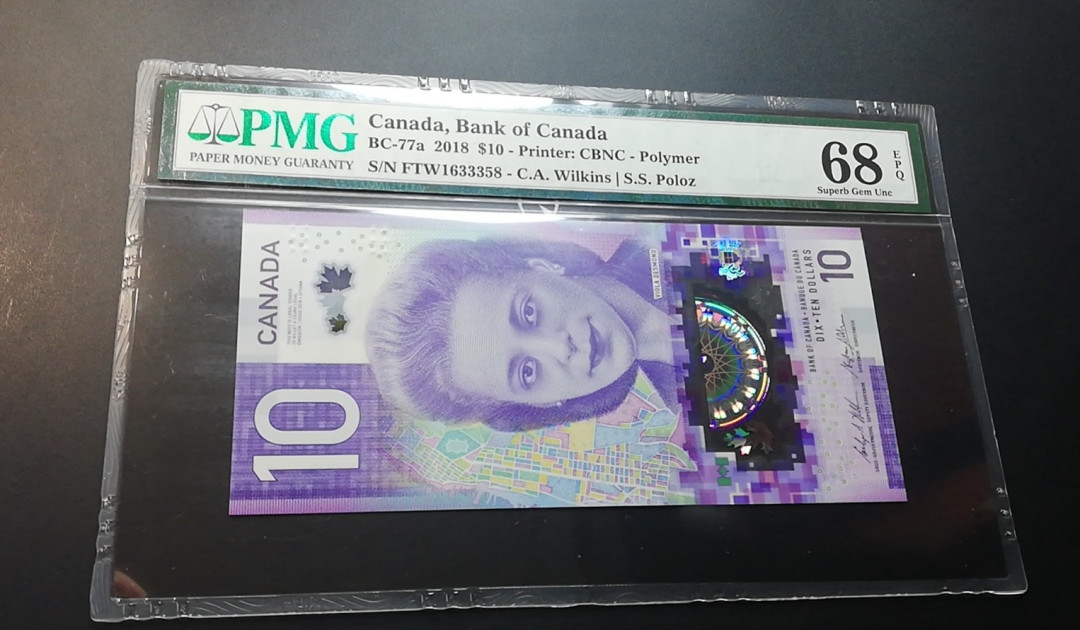 PMG
PAPER MONEY GUARANTY
Canada, Bank of Canada
BC-77a 2018 $10 - Printer: CBNC - Polymer
S/N FTW1633358 - C.A. Wilkins | S.S. Poloz
68
EPQ
Superb Gem Unc
CANADA
10
VIOLA DESMOND
BANK OF CANADA • BANQUE DU CANADA
DIX • TEN DOLLARS
10